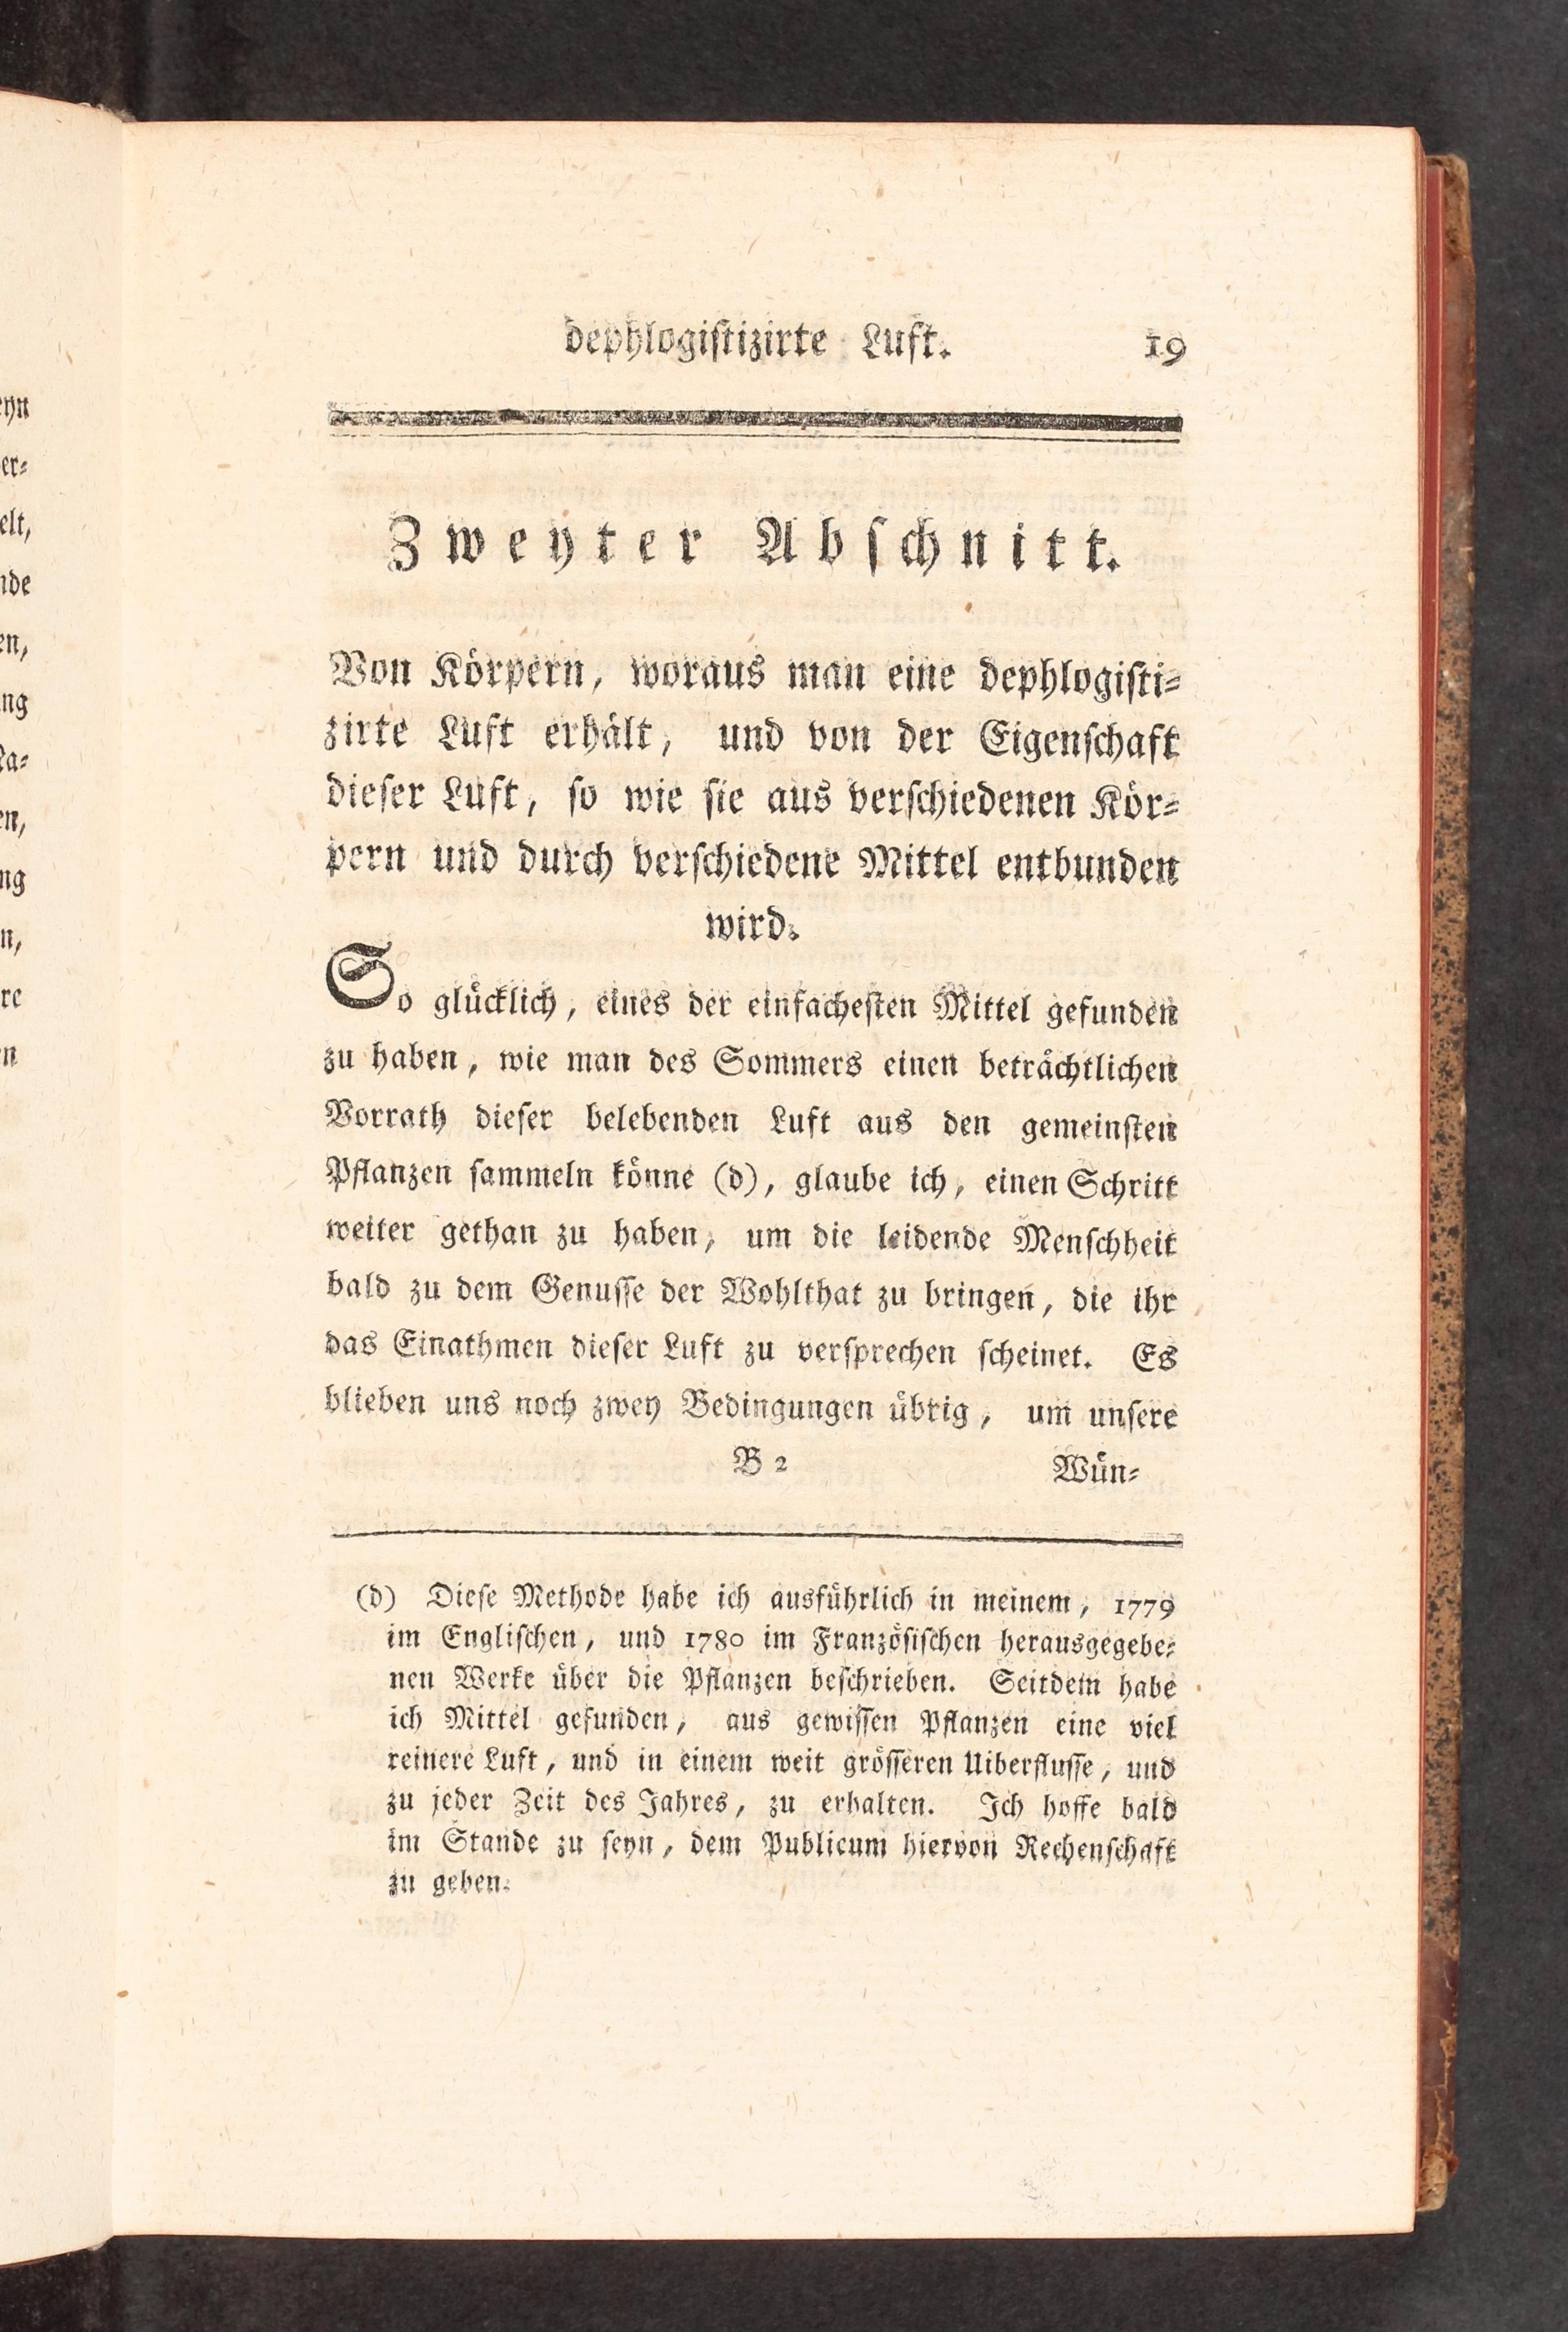 dephlogistizirte Luft. 19
Zweyter Abschnitt.
Von Körpern, woraus man eine dephlogisti-
zirte Luft erhält, und von der Eigenschaft
dieser Luft, so wie sie aus verschiedenen Kör-
pern und durch verschiedene Mittel entbunden
wird.
So glücklich, eines der einfachesten Mittel gefunden
zu haben, wie man des Sommers einen beträchtlichen
Vorrath dieser belebenden Luft aus den gemeinsten
Pflanzen sammeln könne (d), glaube ich, einen Schritt
weiter gethan zu haben, um die leidende Menschheit
bald zu dem Genusse der Wohlthat zu bringen, die ihr
das Einathmen dieser Luft zu versprechen scheinet. Es
blieben uns noch zwey Bedingungen übrig, um unsere
B 2 Wün-
(d) Diese Methode habe ich ausführlich in meinem, 1779
im Englischen, und 1780 im Französischen herausgegebe-
nen Werke über die Pflanzen beschrieben. Seitdem habe
ich Mittel gefunden, aus gewissen Pflanzen eine viel
reinere Luft, und in einem weit grösseren Uiberflusse, und
zu jeder Zeit des Jahres, zu erhalten. Ich hoffe bald
im Stande zu seyn, dem Publicum hiervon Rechenschaft
zu geben.